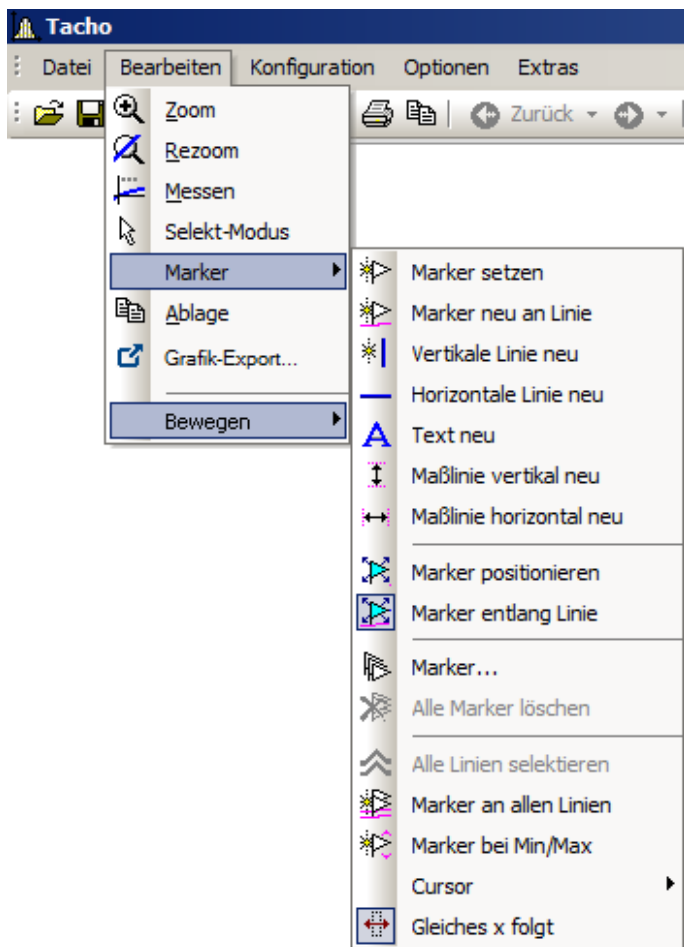 Tacho
Datei Bearbeiten Konfiguration Optionen Extras
Zurück
Zoom
Rezoom
Messen
Selekt-Modus
Marker
Ablage
Grafik-Export...
Bewegen
Marker setzen
Marker neu an Linie
Vertikale Linie neu
Horizontale Linie neu
Text neu
Maßlinie vertikal neu
Maßlinie horizontal neu
Marker positionieren
Marker entlang Linie
Marker...
Alle Marker löschen
Alle Linien selektieren
Marker an allen Linien
Marker bei Min/Max
Cursor
Gleiches x folgt